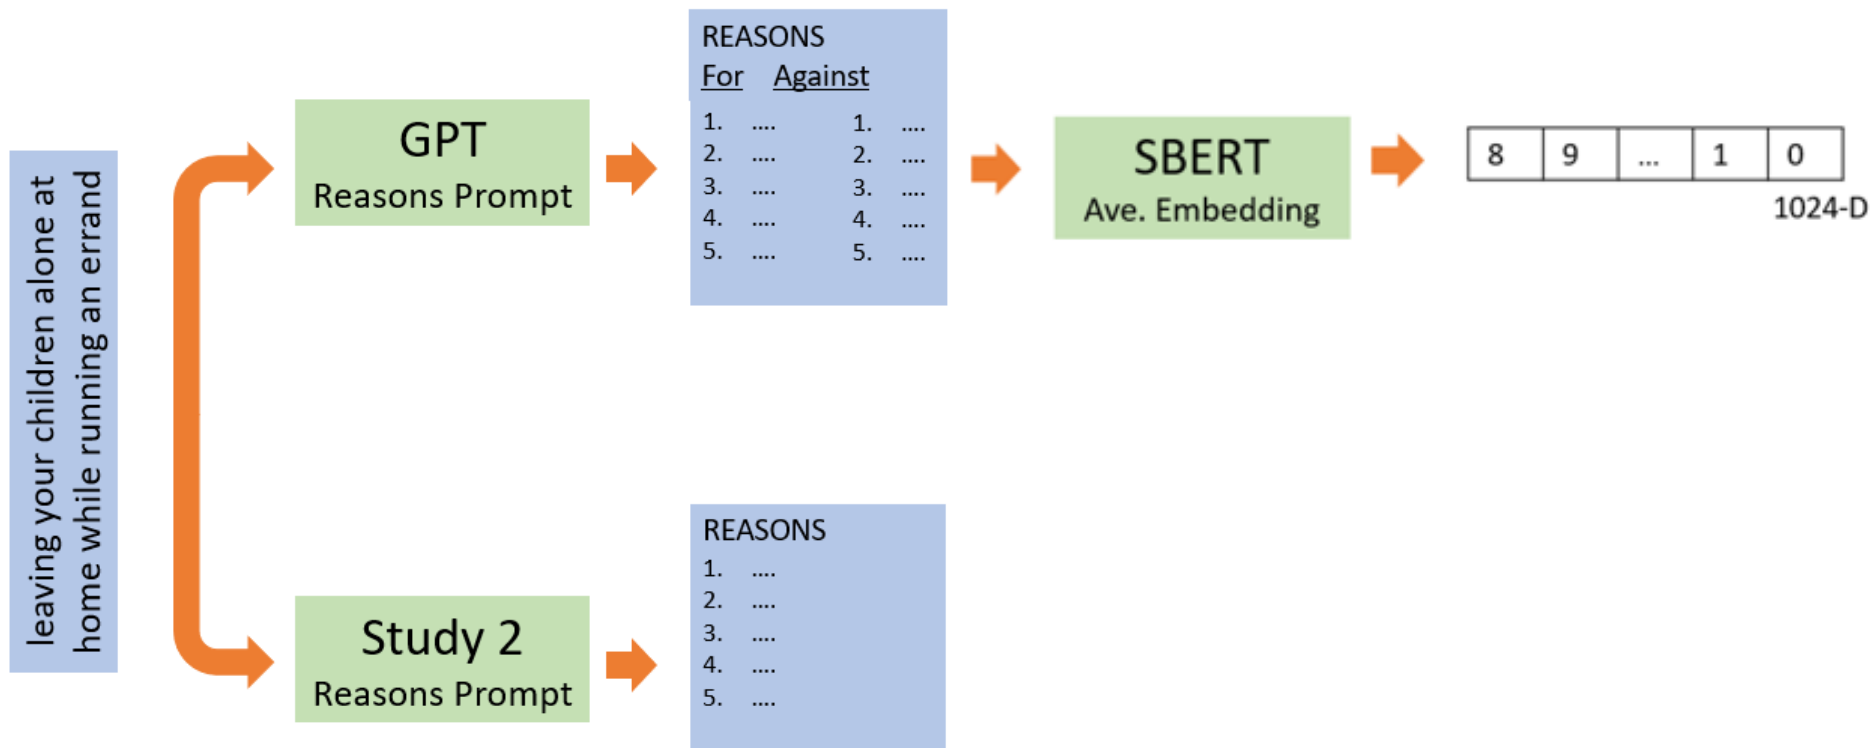 leaving your children alone at
home while running an errand
GPT
Reasons Prompt
REASONS
For Against
1. .... 1. ....
2. .... 2. ....
3. .... 3. ....
4. .... 4. ....
5. .... 5. ....
SBERT
Ave. Embedding
8 9 ... 1 0
1024-D
Study 2
Reasons Prompt
REASONS
1. ....
2. ....
3. ....
4. ....
5. ....